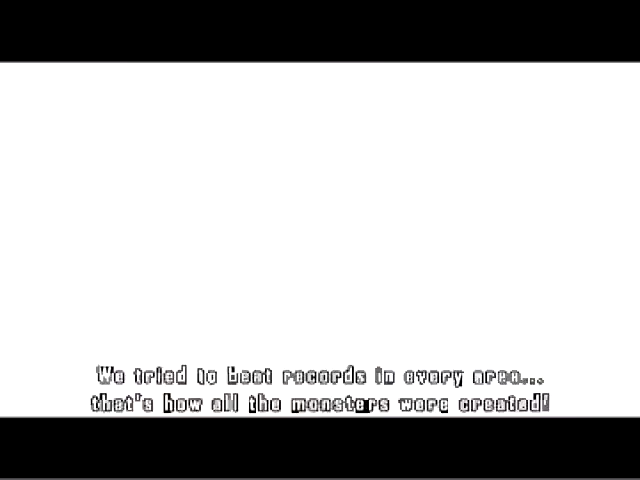 We tried to beat records in every area...
that's how all the monsters were created!